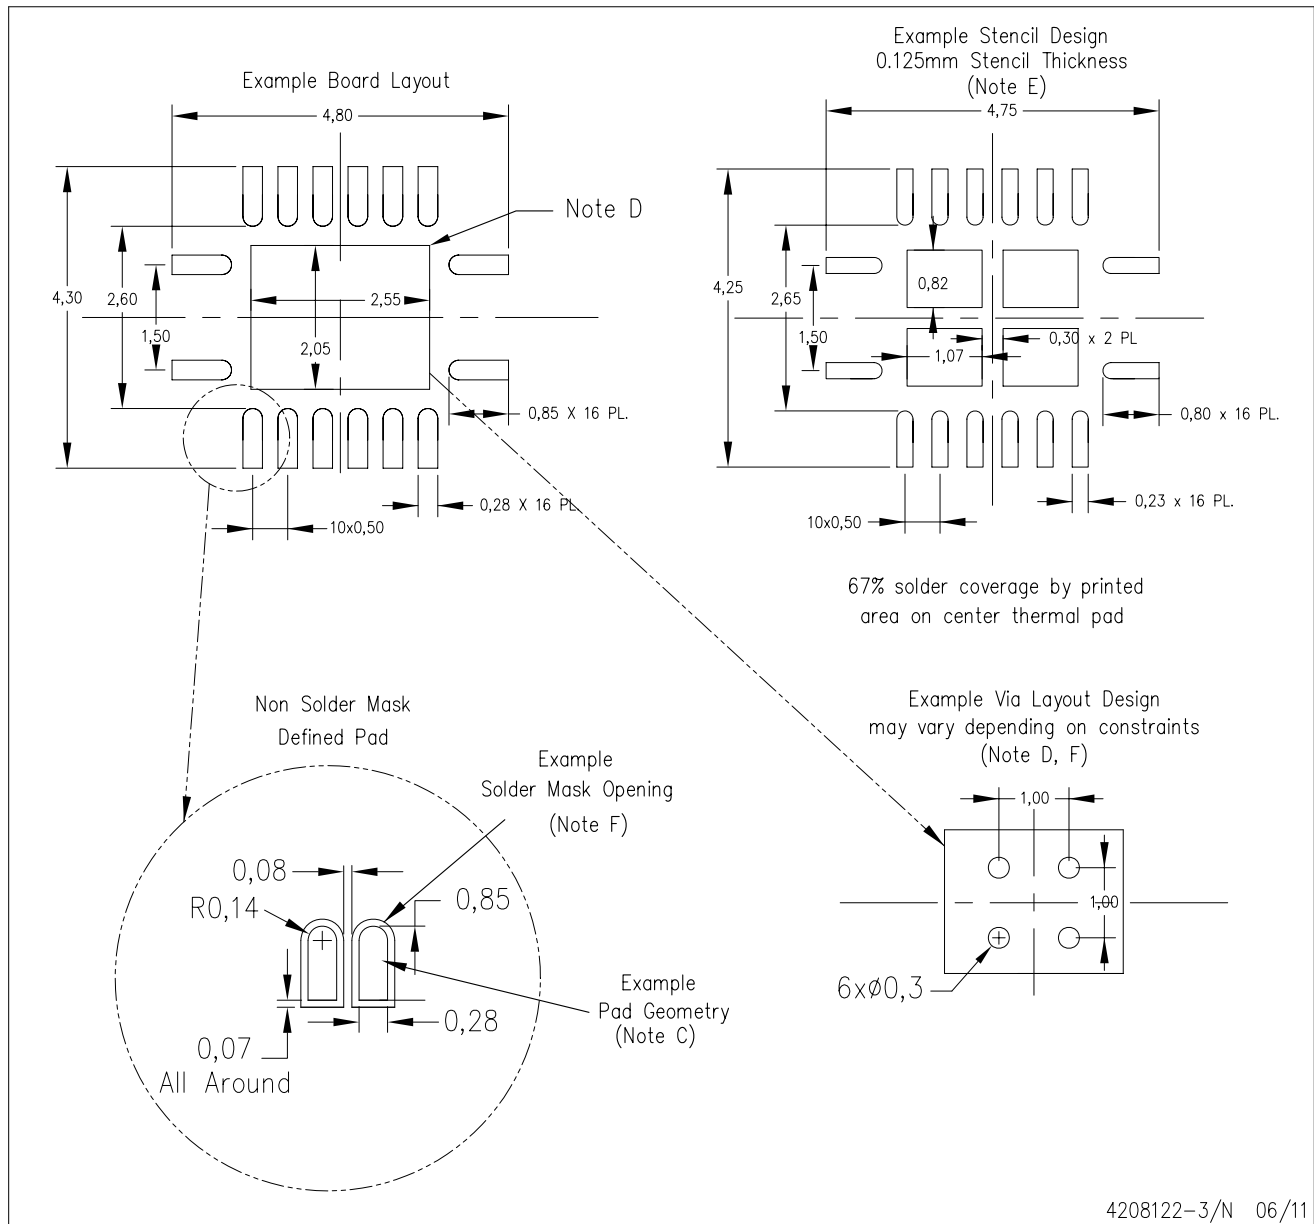 Example Board Layout
4,80
4,30
2,60
1,50
Note D
2,55
2,05
0,85 X 16 PL.
0,28 X 16 PL
10x0,50
Example Stencil Design
0.125mm Stencil Thickness
(Note E)
4,75
4,25
2,65
1,50
0,82
0,30 x 2 PL
1,07
0,80 x 16 PL.
0,23 x 16 PL.
10x0,50
67% solder coverage by printed
area on center thermal pad
Non Solder Mask
Defined Pad
Example
Solder Mask Opening
(Note F)
0,08
R0,14
0,85
Example
Pad Geometry
(Note C)
0,28
0,07
All Around
Example Via Layout Design
may vary depending on constraints
(Note D, F)
1,00
1,00
6xø0,3
4208122-3/N 06/11